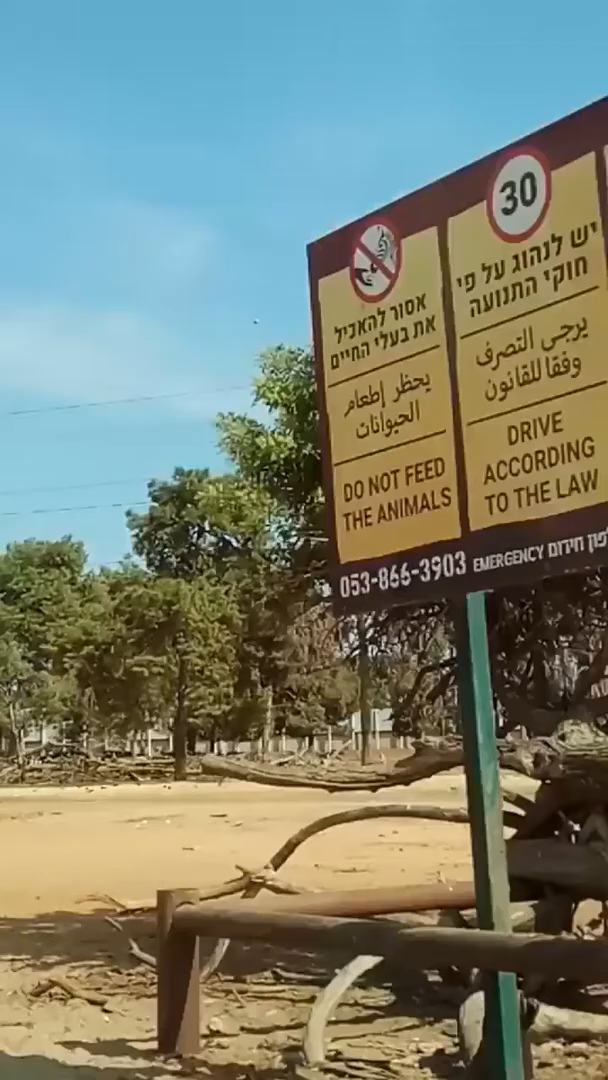 אסור להאכיל
את בעלי החיים
يحظر إطعام
الحيوانات
DO NOT FEED
THE ANIMALS
30
יש לנהוג על פי
חוקי התנועה
يرجى التصرف
وفقا للقانون
DRIVE
ACCORDING
TO THE LAW
053-866-3903 EMERGENCY חירום